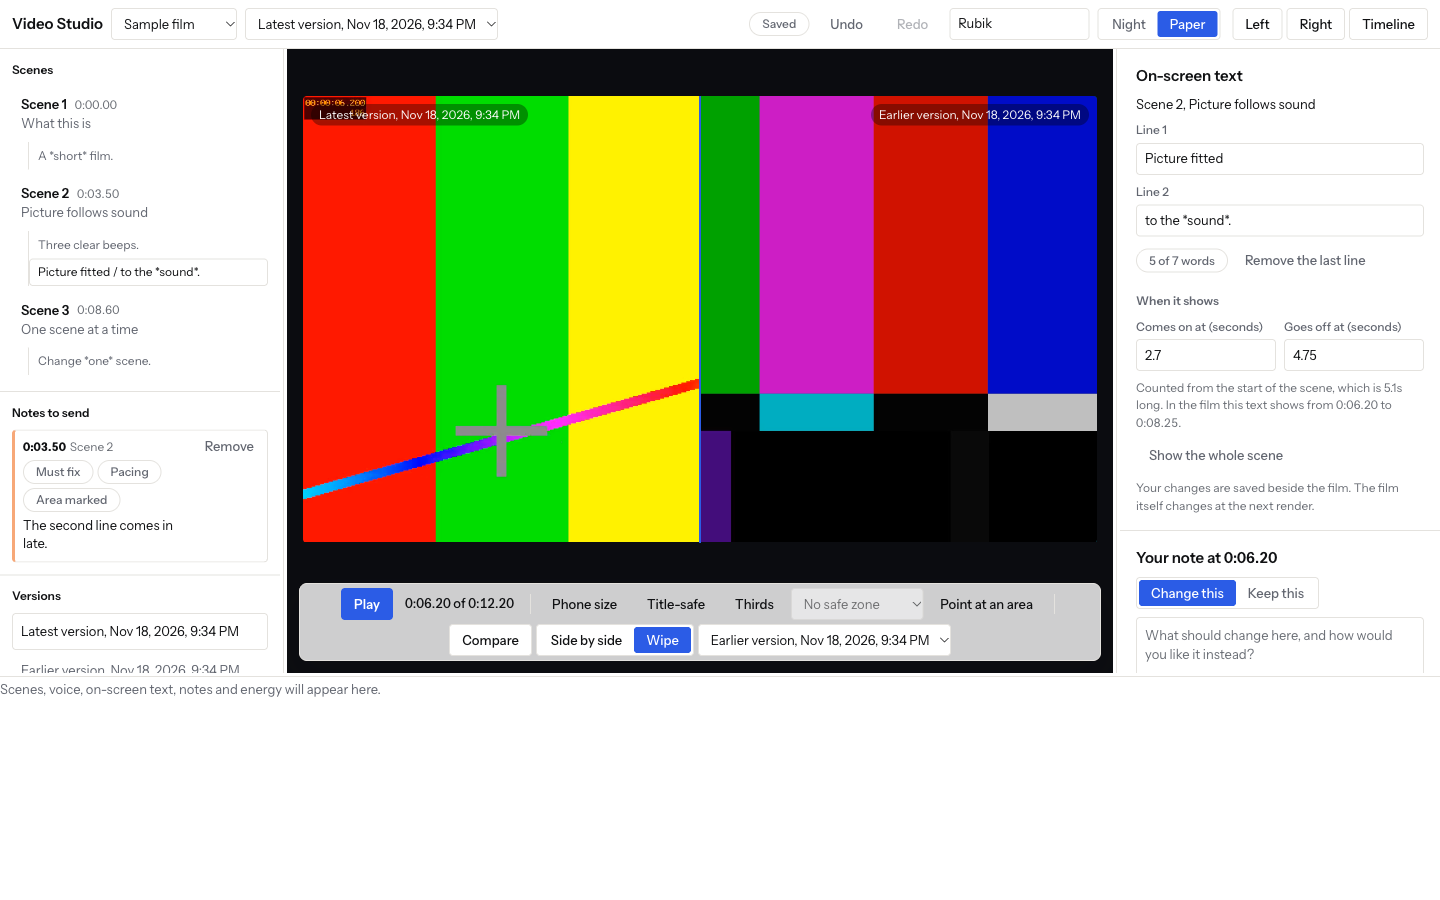 Video Studio
Sample film
Latest version, Nov 18, 2026, 9:34 PM
Saved
Undo
Redo
Rubik
Night
Paper
Left
Right
Timeline
Scenes
Scene 1 0:00.00
What this is
A *short* film.
Scene 2 0:03.50
Picture follows sound
Three clear beeps.
Picture fitted / to the *sound*.
Scene 3 0:08.60
One scene at a time
Change *one* scene.
Notes to send
0:03.50 Scene 2
Remove
Must fix
Pacing
Area marked
The second line comes in
late.
Versions
Latest version, Nov 18, 2026, 9:34 PM
Earlier version, Nov 18, 2026, 9:34 PM
00:00:06.200
Latest version, Nov 18, 2026, 9:34 PM
Earlier version, Nov 18, 2026, 9:34 PM
Play
0:06.20 of 0:12.20
Phone size
Title-safe
Thirds
No safe zone
Point at an area
Compare
Side by side
Wipe
Earlier version, Nov 18, 2026, 9:34 PM
On-screen text
Scene 2, Picture follows sound
Line 1
Picture fitted
Line 2
to the *sound*.
5 of 7 words
Remove the last line
When it shows
Comes on at (seconds)
Goes off at (seconds)
2.7
4.75
Counted from the start of the scene, which is 5.1s
long. In the film this text shows from 0:06.20 to
0:08.25.
Show the whole scene
Your changes are saved beside the film. The film
itself changes at the next render.
Your note at 0:06.20
Change this
Keep this
What should change here, and how would
you like it instead?
Scenes, voice, on-screen text, notes and energy will appear here.